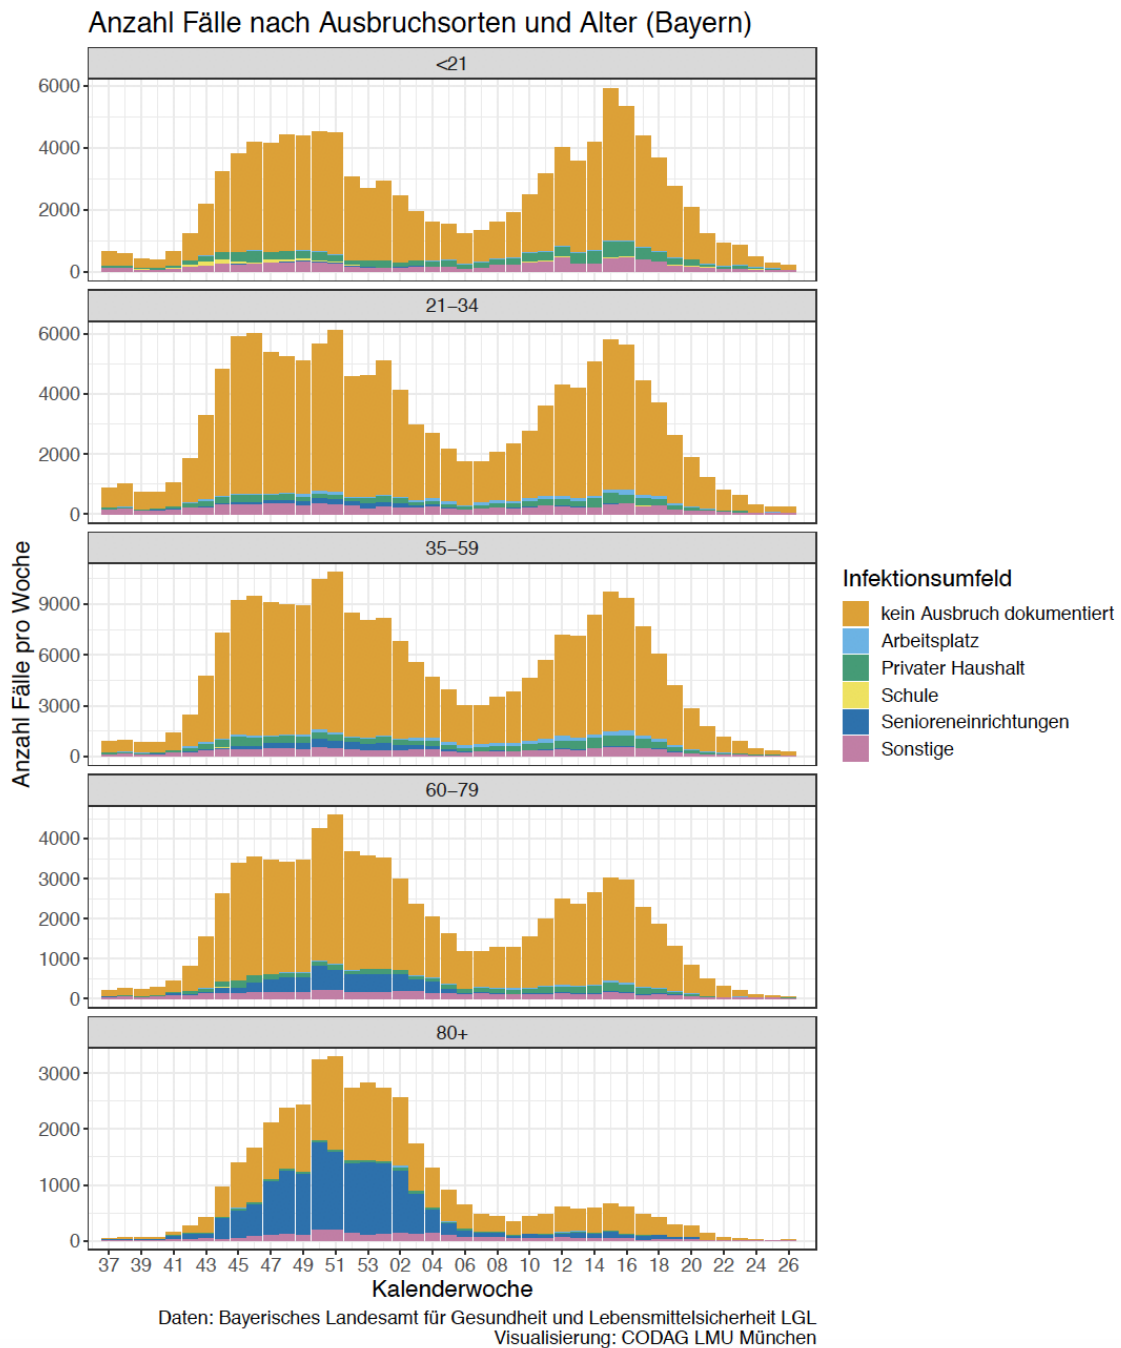 Anzahl Fälle nach Ausbruchsorten und Alter (Bayern)
<21
6000
4000
2000
0
21–34
6000
4000
2000
0
35–59
9000
6000
3000
0
60–79
4000
3000
2000
1000
0
80+
3000
2000
1000
0
37 39 41 43 45 47 49 51 53 02 04 06 08 10 12 14 16 18 20 22 24 26
Kalenderwoche
Anzahl Fälle pro Woche
Infektionsumfeld
kein Ausbruch dokumentiert
Arbeitsplatz
Privater Haushalt
Schule
Senioreneinrichtungen
Sonstige
Daten: Bayerisches Landesamt für Gesundheit und Lebensmittelsicherheit LGL
Visualisierung: CODAG LMU München